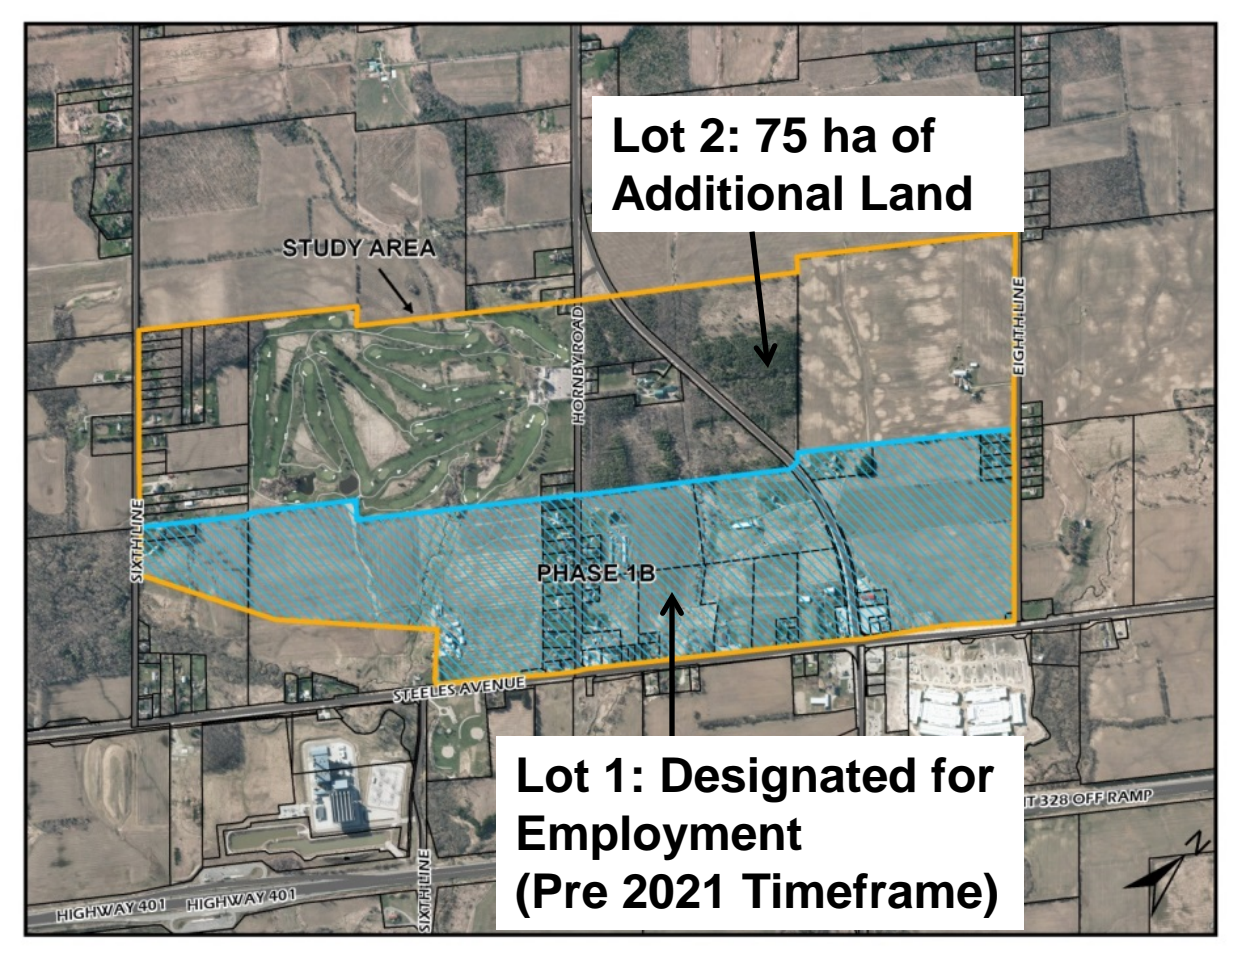 Lot 2: 75 ha of
Additional Land
STUDY AREA
HORNBY ROAD
EIGHTH LINE
SIXTH LINE
PHASE 1B
STEELES AVENUE
Lot 1: Designated for
Employment
(Pre 2021 Timeframe)
328 OFF RAMP
N
SIXTH LINE
HIGHWAY 401
HIGHWAY 401